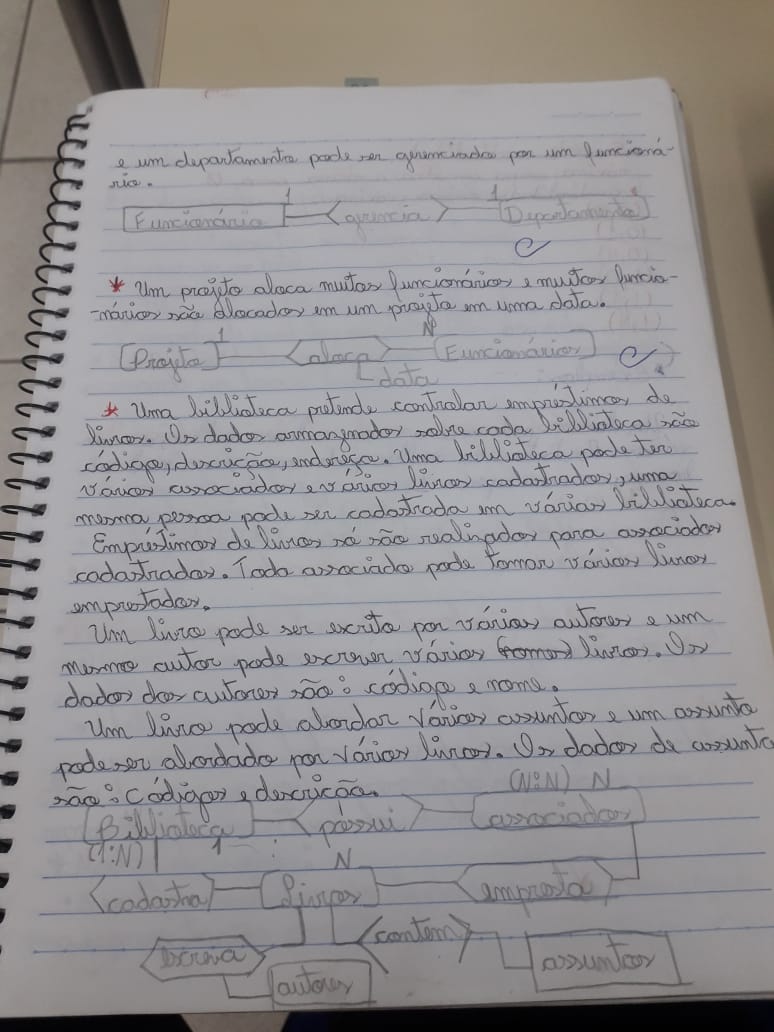 e um departamento pode ser gerenciado por um funcioná-
rio.
1 1
Funcionário gerencia Departamento
* Um projeto aloca muitos funcionários e muitos funcio-
-nários são alocados em um projeto em uma data.
1 N
Projeto aloca Funcionários
data
* Uma biblioteca pretende controlar empréstimos de
livros. Os dados armazenados sobre cada biblioteca são
código, descrição, endereço. Uma biblioteca pode ter
vários associados e vários livros cadastrados, uma
mesma pessoa pode ser cadastrada em várias biblioteca.
Empréstimos de livros só são realizados para associados
cadastrados. Todo associado pode tomar vários livros
emprestados.
Um livro pode ser escrito por vários autores e um
mesmo autor pode escrever vários (tomos) livros. Os
dados dos autores são: código e nome.
Um livro pode abordar vários assuntos e um assunto
pode ser abordado por vários livros. Os dados de assunto
são: Códigos e descrição.
(N:N) N
Biblioteca possui associados
(1:N) 1 N
cadastra livros empresta
contem
escreva assuntos
autores